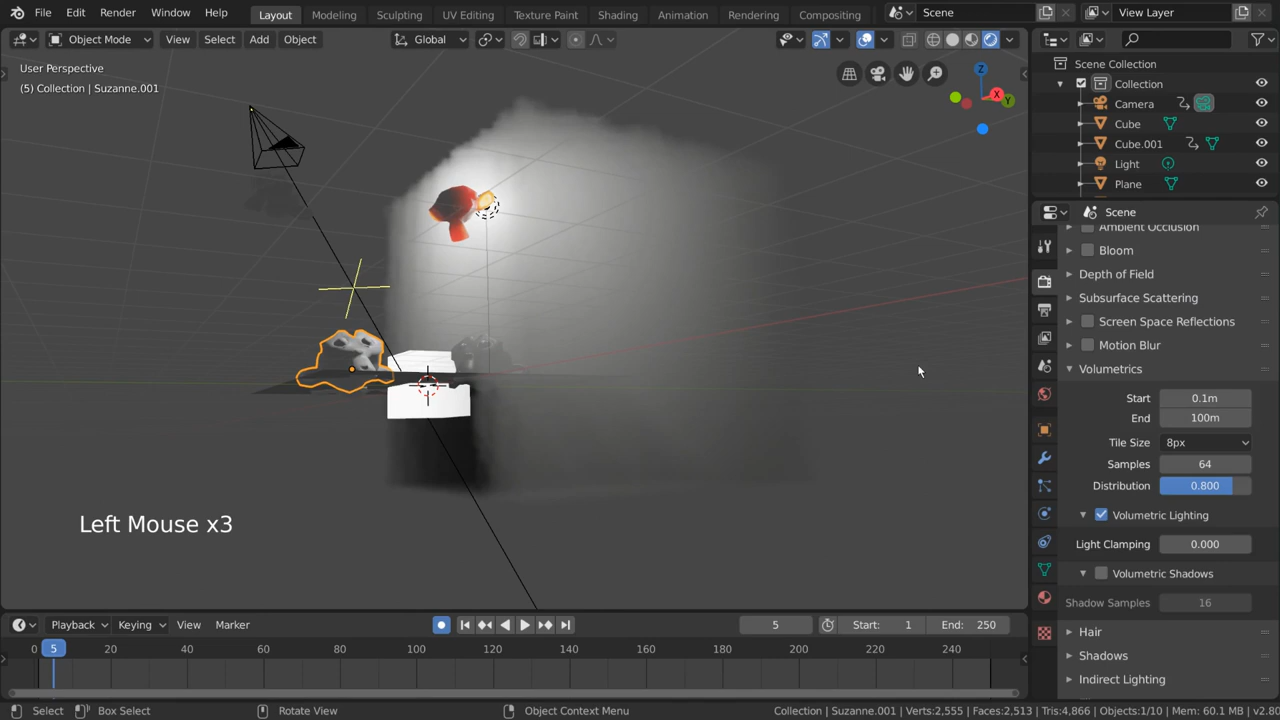 File Edit Render Window Help Layout Modeling Sculpting UV Editing Texture Paint Shading Animation Rendering Compositing Scene View Layer
Object Mode View Select Add Object Global
User Perspective
(5) Collection | Suzanne.001
Z
X
Y
Scene Collection
Collection
Camera
Cube
Cube.001
Light
Plane
Scene
Ambient Occlusion
Bloom
Depth of Field
Subsurface Scattering
Screen Space Reflections
Motion Blur
Volumetrics
Start 0.1m
End 100m
Tile Size 8px
Samples 64
Distribution 0.800
Volumetric Lighting
Light Clamping 0.000
Volumetric Shadows
Shadow Samples 16
Hair
Shadows
Indirect Lighting
Left Mouse x3
Playback Keying View Marker 5 Start: 1 End: 250
0 5 20 40 60 80 100 120 140 160 180 200 220 240
Select Box Select Rotate View Object Context Menu Collection | Suzanne.001 | Verts:2,555 | Faces:2,513 | Tris:4,866 | Objects:1/10 | Mem: 60.1 MB | v2.80